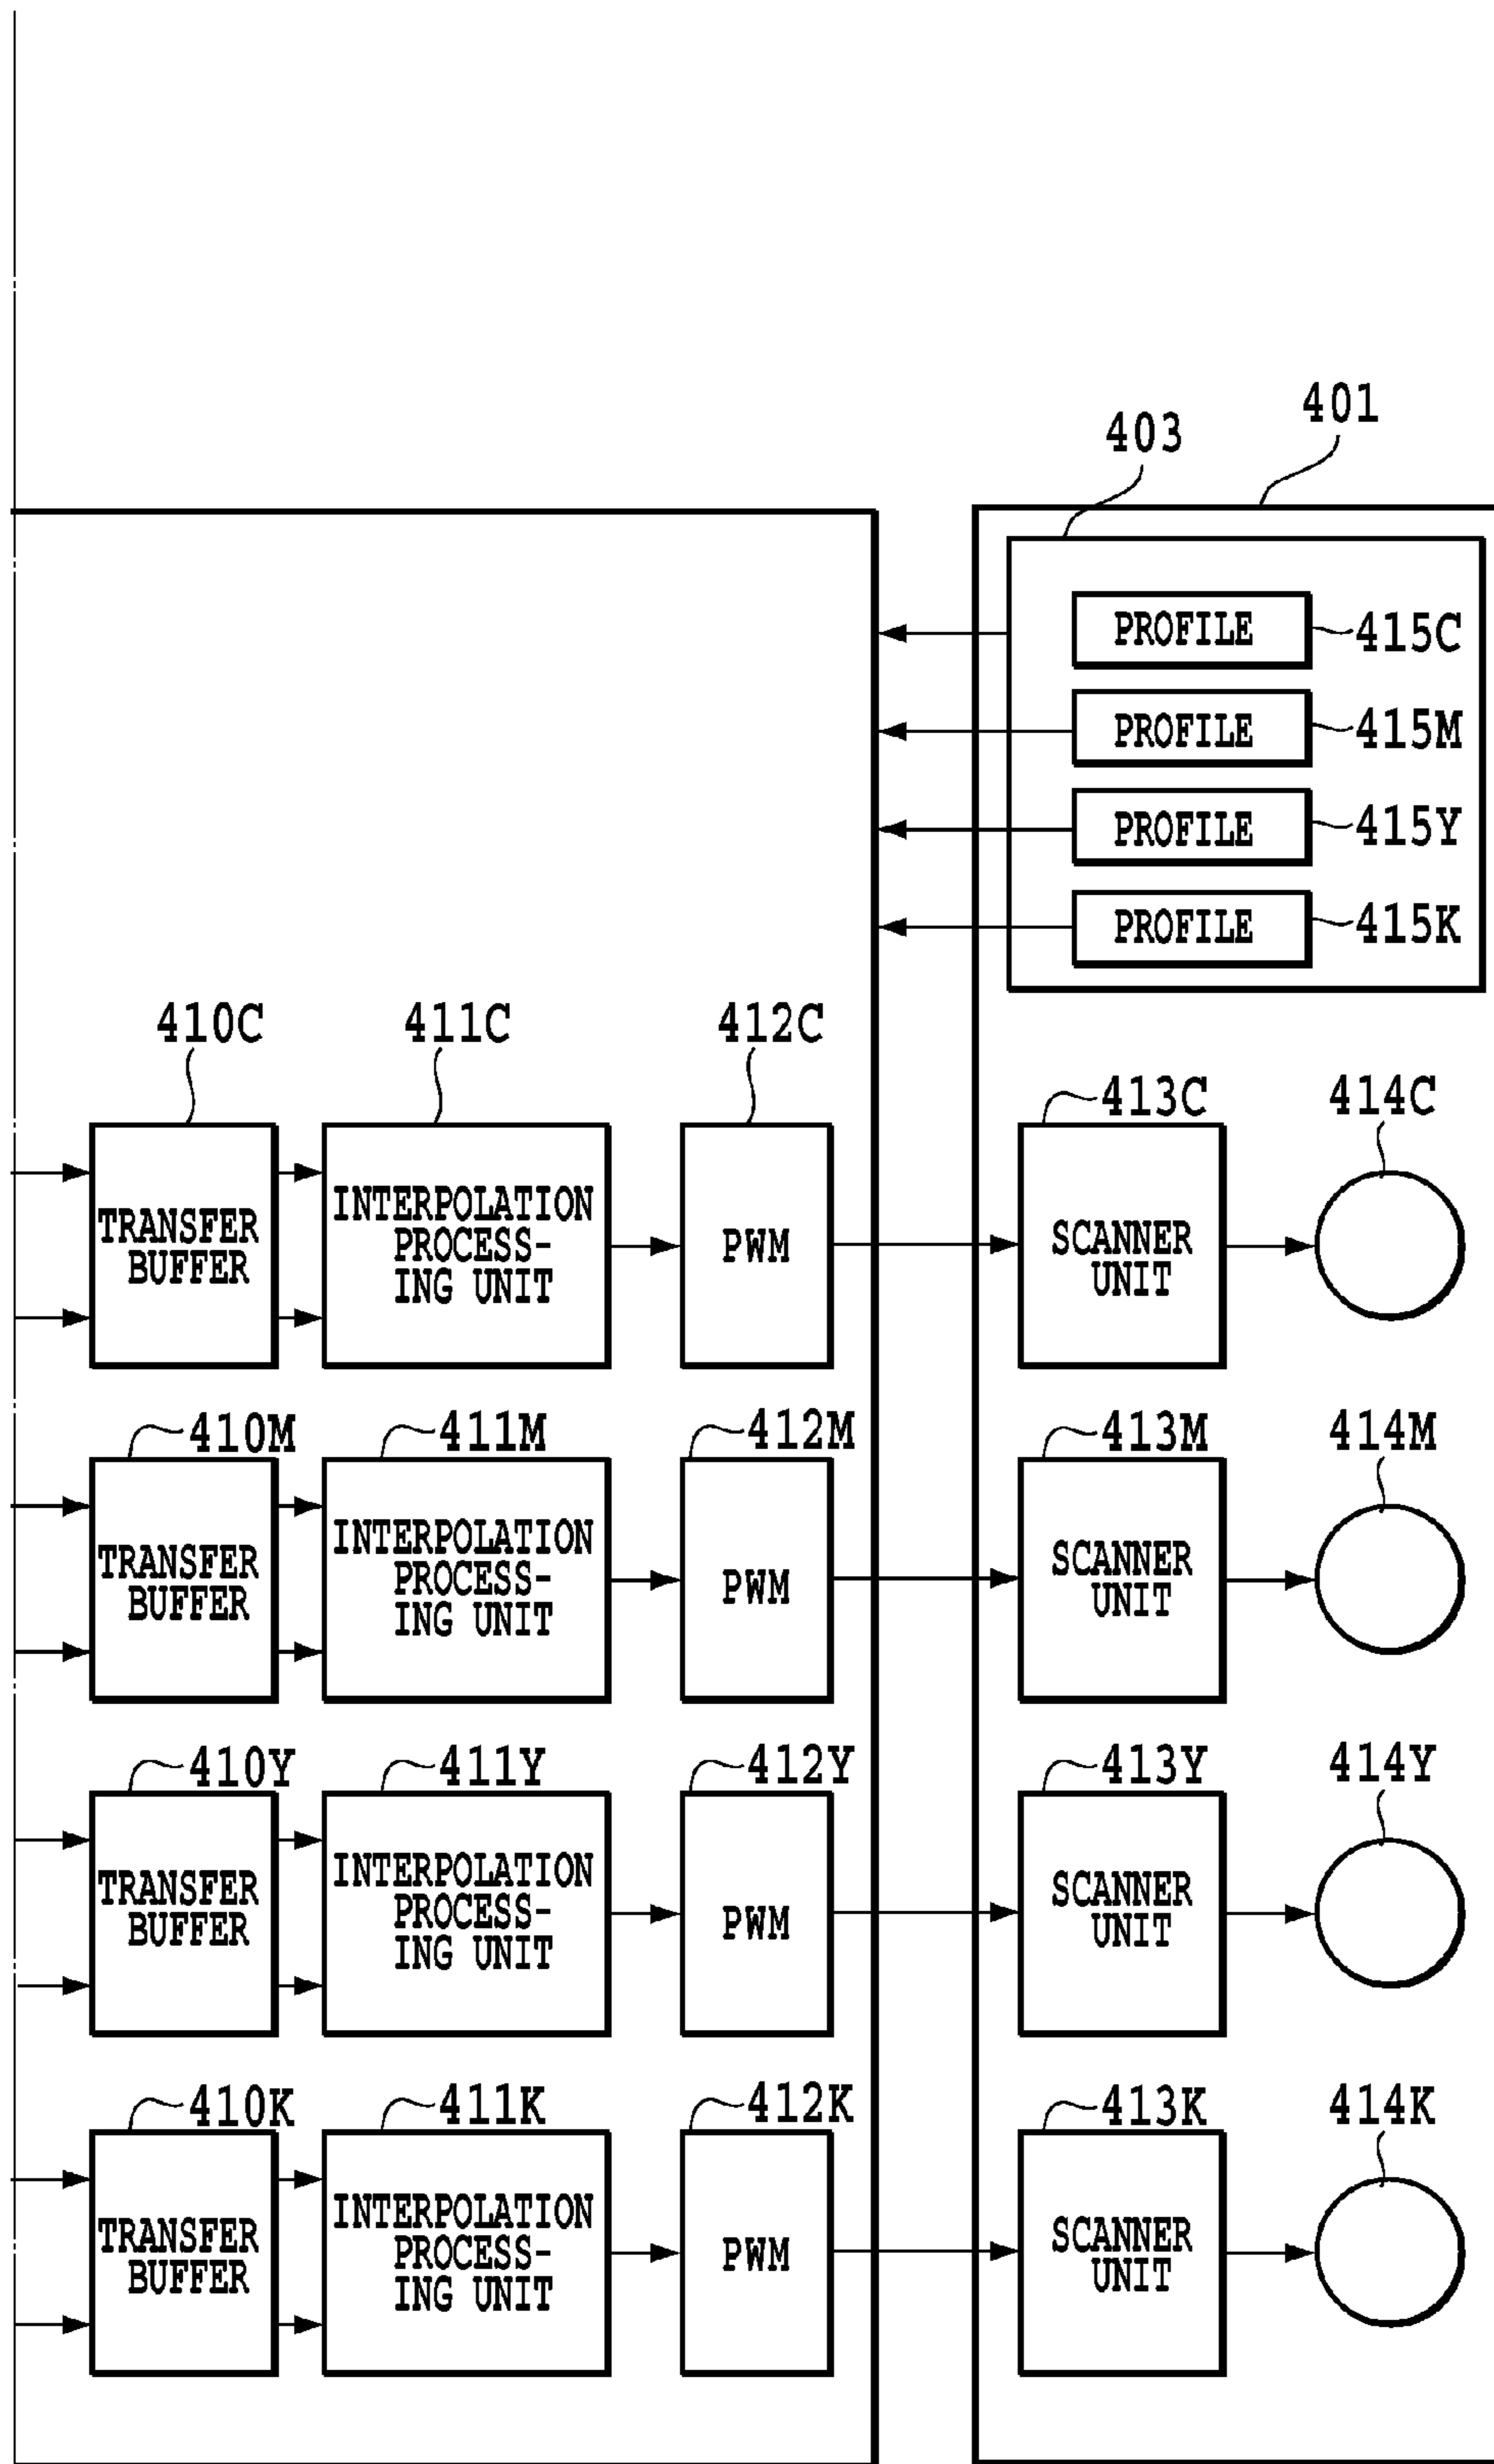 401
403
PROFILE
415C
PROFILE
415M
PROFILE
415Y
PROFILE
415K
410C
411C
412C
413C
414C
TRANSFER
BUFFER
INTERPOLATION
PROCESS-
ING UNIT
PWM
SCANNER
UNIT
410M
411M
412M
413M
414M
TRANSFER
BUFFER
INTERPOLATION
PROCESS-
ING UNIT
PWM
SCANNER
UNIT
410Y
411Y
412Y
413Y
414Y
TRANSFER
BUFFER
INTERPOLATION
PROCESS-
ING UNIT
PWM
SCANNER
UNIT
410K
411K
412K
413K
414K
TRANSFER
BUFFER
INTERPOLATION
PROCESS-
ING UNIT
PWM
SCANNER
UNIT